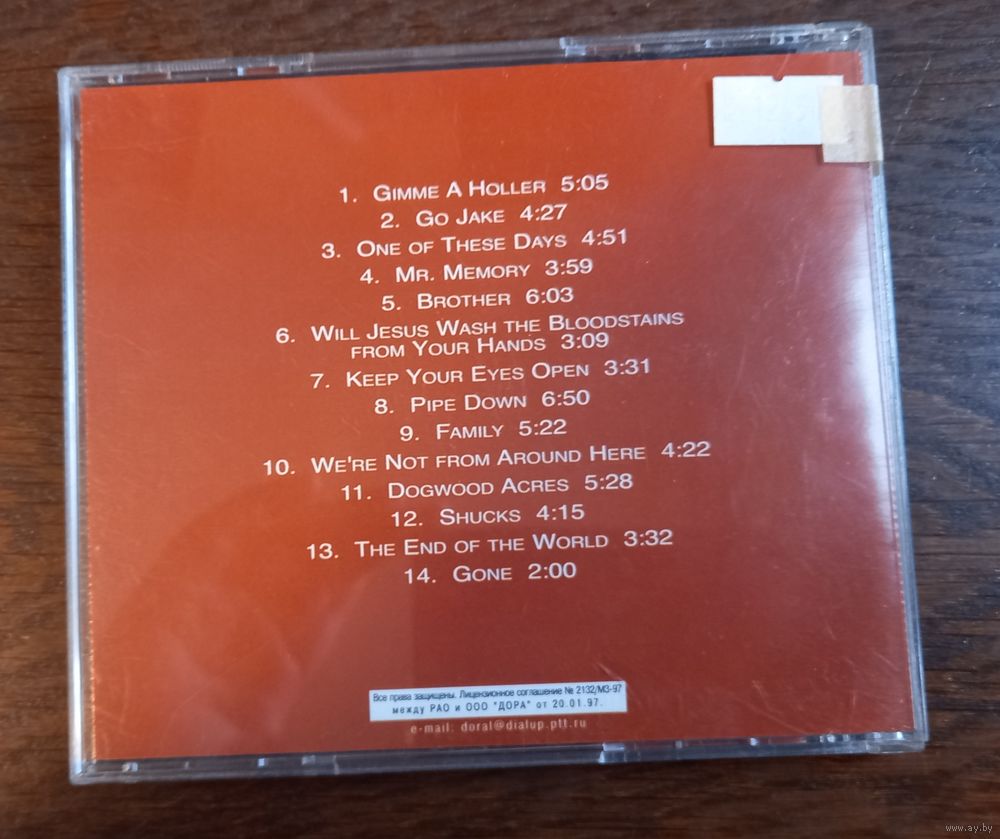 1. GIMME A HOLLER 5:05
2. GO JAKE 4:27
3. ONE OF THESE DAYS 4:51
4. MR. MEMORY 3:59
5. BROTHER 6:03
6. WILL JESUS WASH THE BLOODSTAINS
FROM YOUR HANDS 3:09
7. KEEP YOUR EYES OPEN 3:31
8. PIPE DOWN 6:50
9. FAMILY 5:22
10. WE'RE NOT FROM AROUND HERE 4:22
11. DOGWOOD ACRES 5:28
12. SHUCKS 4:15
13. THE END OF THE WORLD 3:32
14. GONE 2:00
Все права защищены. Лицензионное соглашение № 2132/МЗ-97
между РАО и ООО "ДОРА" от 20.01.97.
e-mail: doral@dialup.ptt.ru
www.ay.by